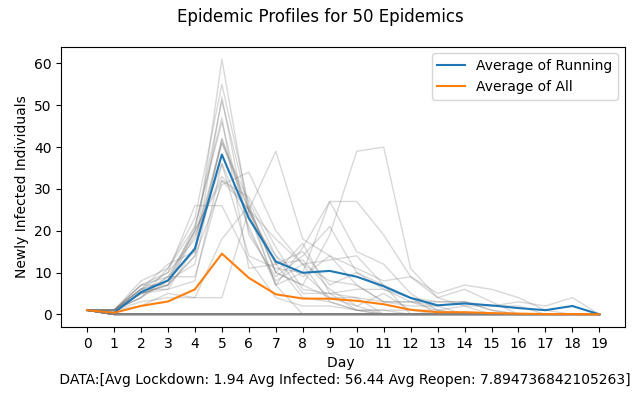 Epidemic Profiles for 50 Epidemics
Newly Infected Individuals
60
50
40
30
20
10
0
Average of Running
Average of All
0 1 2 3 4 5 6 7 8 9 10 11 12 13 14 15 16 17 18 19
Day
DATA:[Avg Lockdown: 1.94 Avg Infected: 56.44 Avg Reopen: 7.894736842105263]